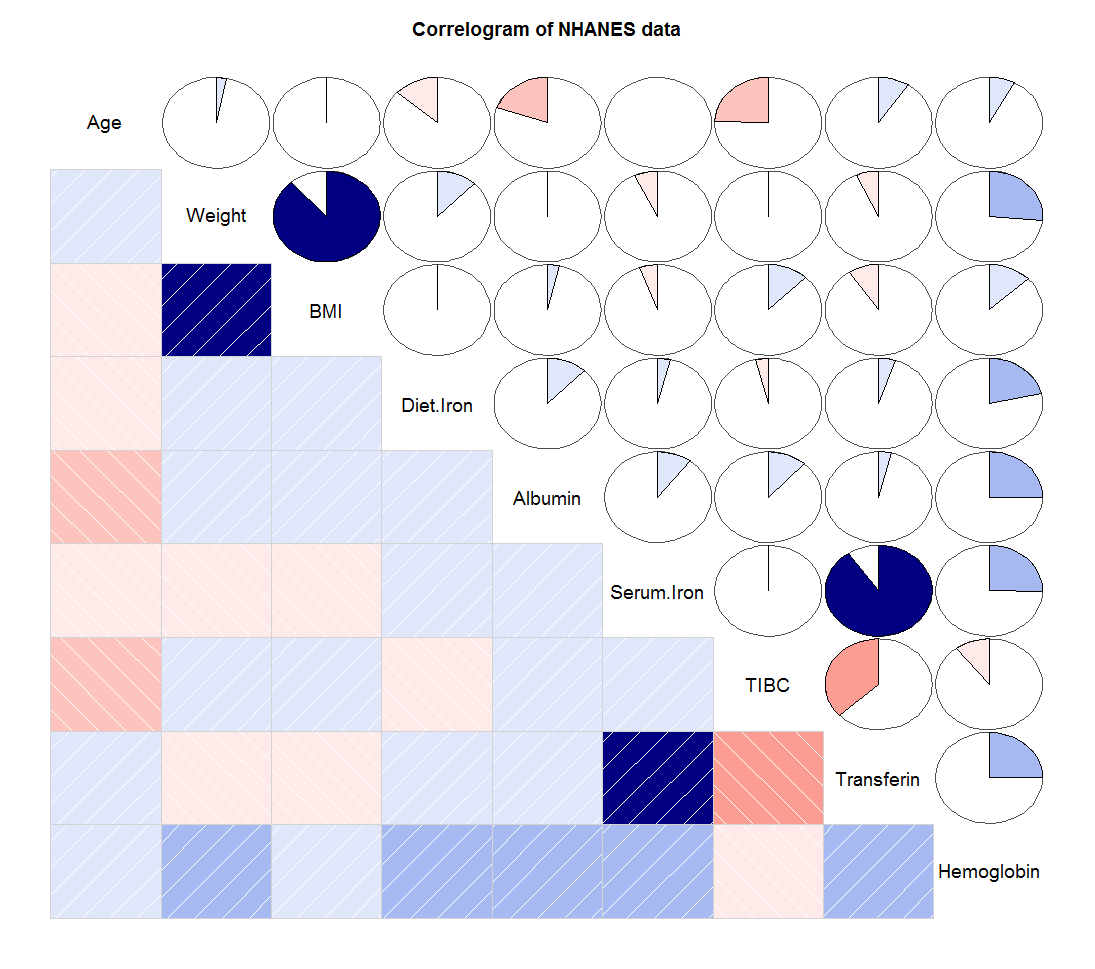 Correlogram of NHANES data
Age
Weight
BMI
Diet.Iron
Albumin
Serum.Iron
TIBC
Transferin
Hemoglobin